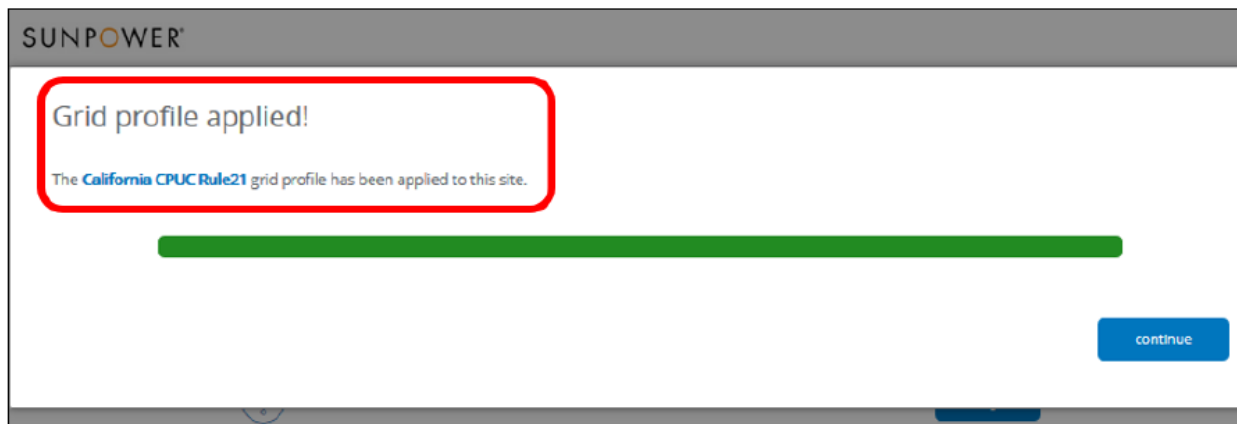 SUNPOWER®
Grid profile applied!
The California CPUC Rule21 grid profile has been applied to this site.
continue